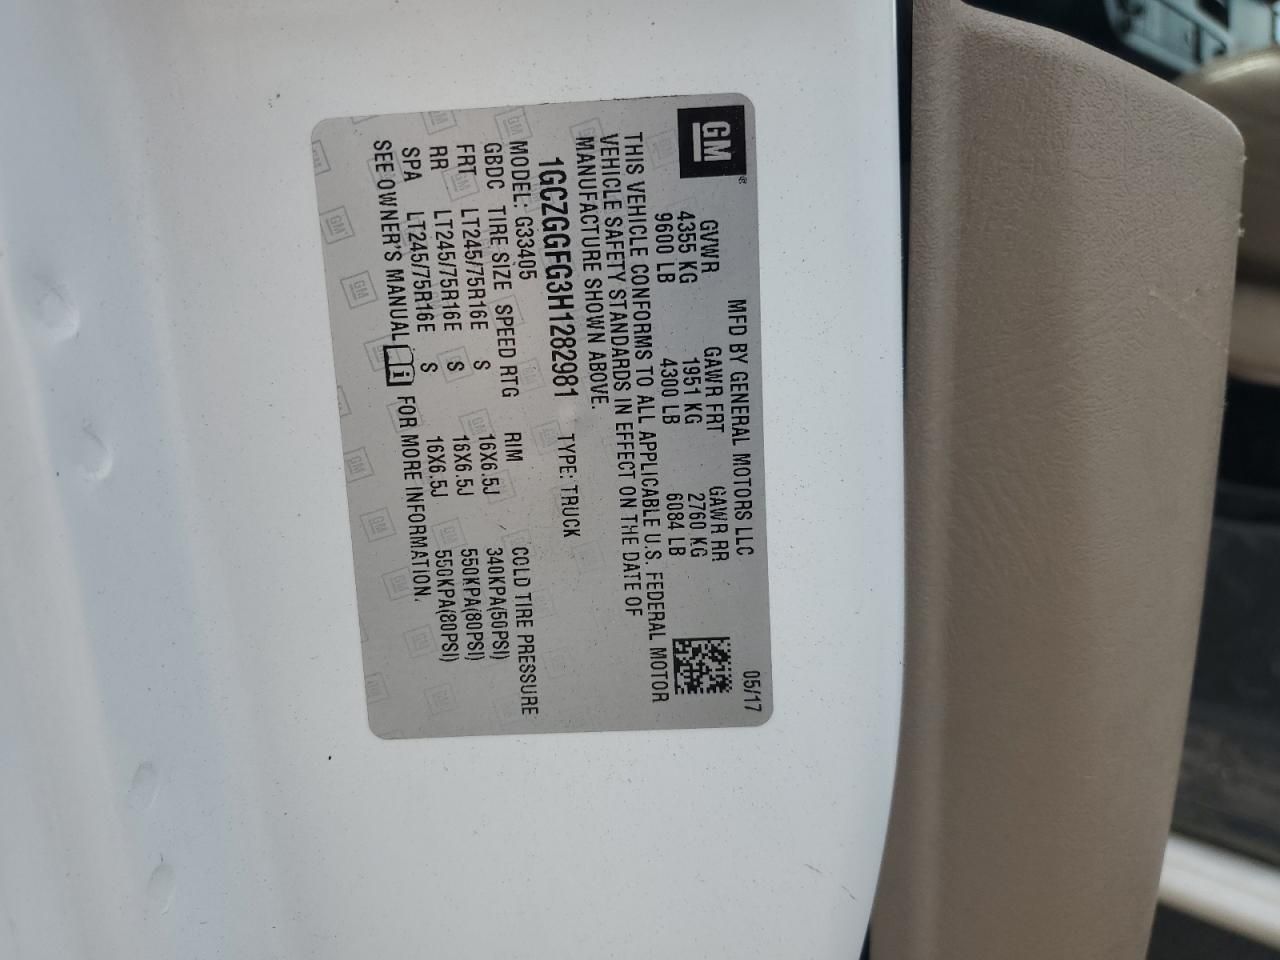 GM
05/17
MFD BY GENERAL MOTORS LLC
GVWR GAWR FRT GAWR RR
4355 KG 1951 KG 2760 KG
9600 LB 4300 LB 6084 LB
THIS VEHICLE CONFORMS TO ALL APPLICABLE U.S. FEDERAL MOTOR
VEHICLE SAFETY STANDARDS IN EFFECT ON THE DATE OF
MANUFACTURE SHOWN ABOVE.
1GCZGGFG3H1282981 TYPE: TRUCK
MODEL: G33405
GBDC TIRE SIZE SPEED RTG RIM COLD TIRE PRESSURE
FRT LT245/75R16E S 16X6.5J 340KPA(50PSI)
RR LT245/75R16E S 16X6.5J 550KPA(80PSI)
SPA LT245/75R16E S 16X6.5J 550KPA(80PSI)
SEE OWNER'S MANUAL i FOR MORE INFORMATION.